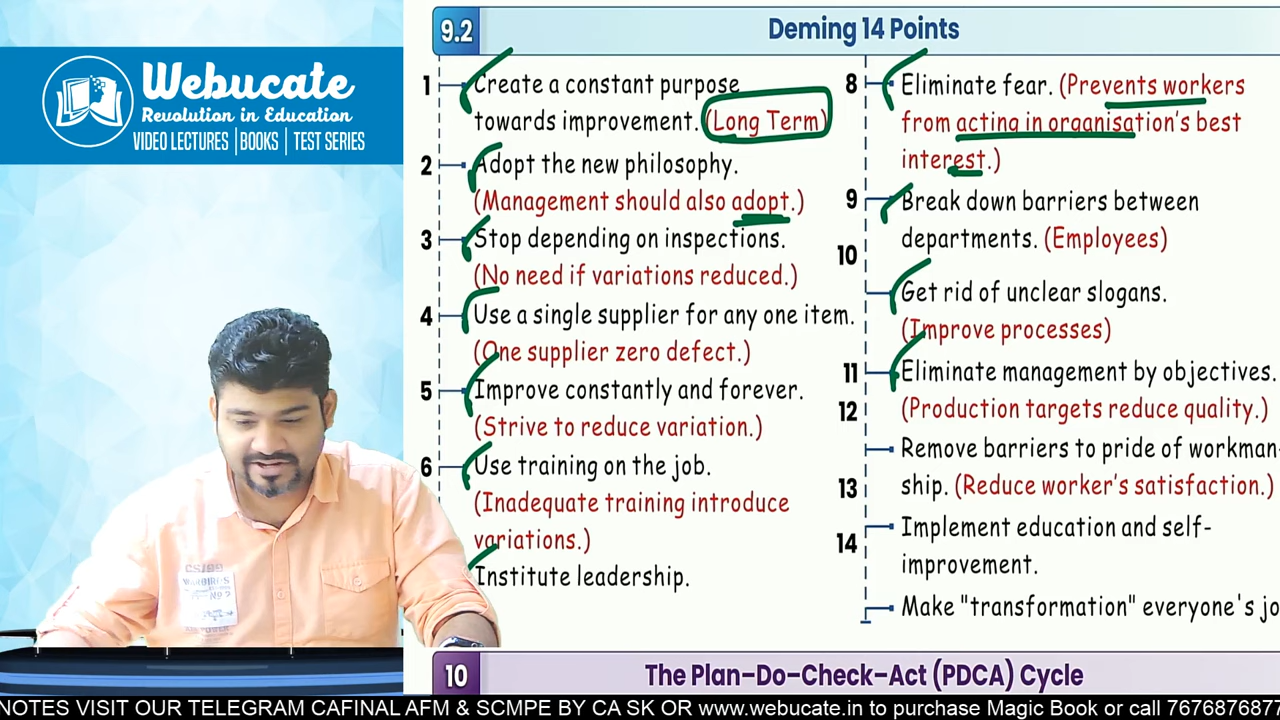 Webucate
Revolution in Education
VIDEO LECTURES | BOOKS | TEST SERIES
9.2 Deming 14 Points
1 Create a constant purpose
towards improvement. (Long Term)
2 Adopt the new philosophy.
(Management should also adopt.)
3 Stop depending on inspections.
(No need if variations reduced.)
4 Use a single supplier for any one item.
(One supplier zero defect.)
5 Improve constantly and forever.
(Strive to reduce variation.)
6 Use training on the job.
(Inadequate training introduce
variations.)
Institute leadership.
8 Eliminate fear. (Prevents workers
from acting in organisation's best
interest.)
9 Break down barriers between
departments. (Employees)
10
Get rid of unclear slogans.
(Improve processes)
11 Eliminate management by objectives.
12 (Production targets reduce quality.)
Remove barriers to pride of workman-
13 ship. (Reduce worker's satisfaction.)
Implement education and self-
14 improvement.
Make "transformation" everyone's jo
10 The Plan-Do-Check-Act (PDCA) Cycle
NOTES VISIT OUR TELEGRAM CAFINAL AFM & SCMPE BY CA SK OR www.webucate.in to purchase Magic Book or call 7676876877